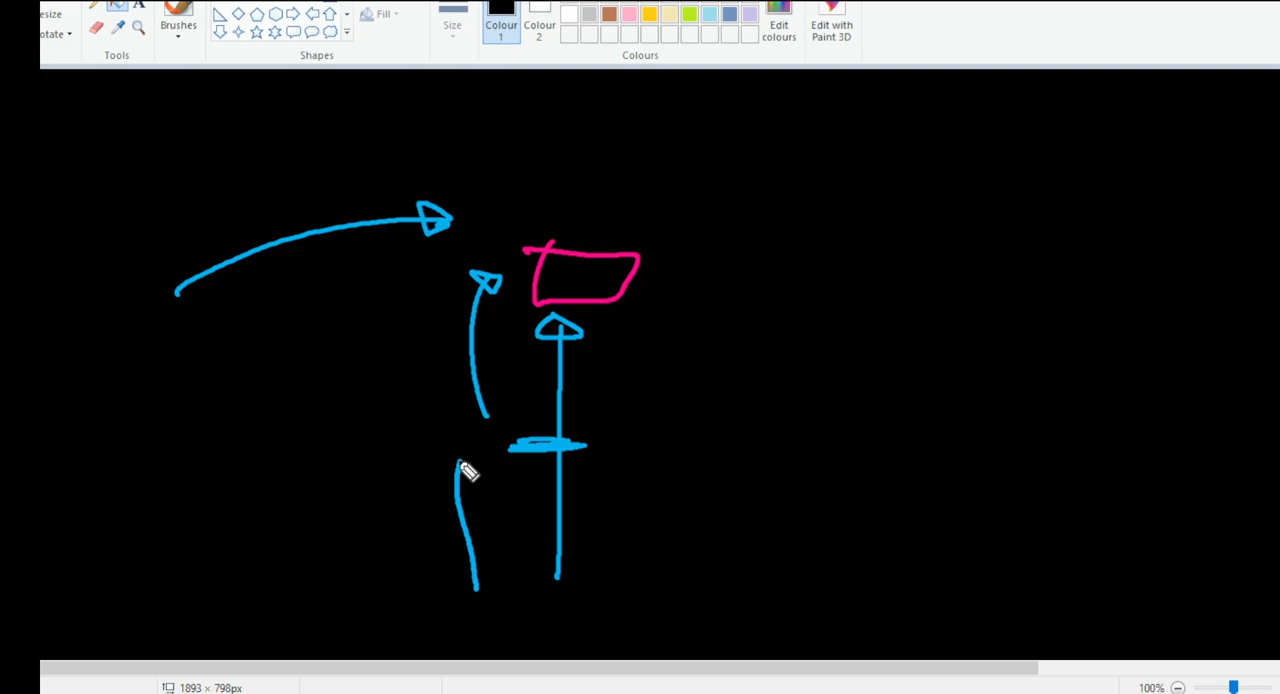 esize
otate
A
Brushes
Fill
Size
Colour
1
Colour
2
Edit
colours
Edit with
Paint 3D
Tools
Shapes
Colours
1893 × 798px
100%